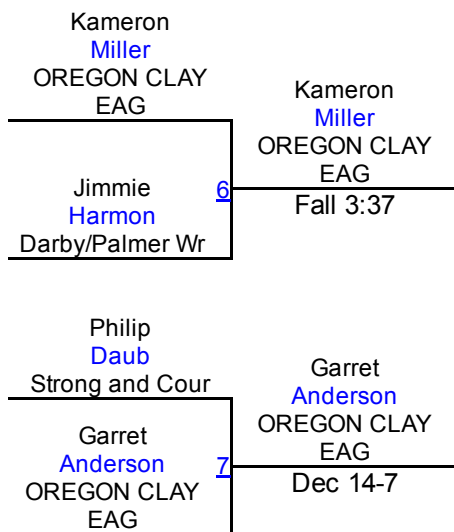 Kameron
Miller
OREGON CLAY
EAG
Kameron
Miller
OREGON CLAY
EAG
Jimmie
Harmon
Darby/Palmer Wr
6
Fall 3:37
Philip
Daub
Strong and Cour
Garret
Anderson
OREGON CLAY
EAG
Garret
Anderson
OREGON CLAY
EAG
7
Dec 14-7